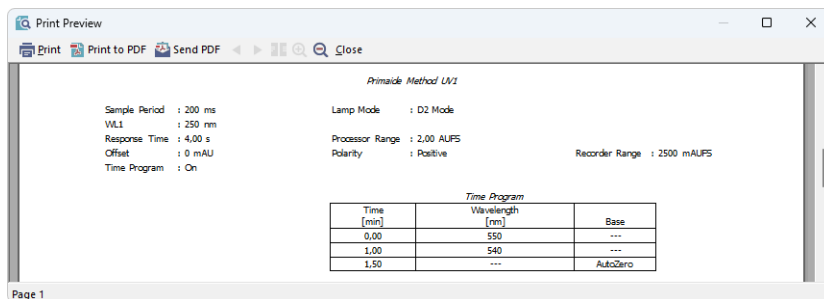 Print Preview
Print Print to PDF Send PDF Close
Primaide Method UV1
Sample Period : 200 ms Lamp Mode : D2 Mode
WL1 : 250 nm
Response Time : 4,00 s Processor Range : 2,00 AUFS
Offset : 0 mAU Polarity : Positive Recorder Range : 2500 mAUFS
Time Program : On
Time Program
Time Wavelength
[min] [nm] Base
0,00 550 ---
1,00 540 ---
1,50 --- AutoZero
Page 1